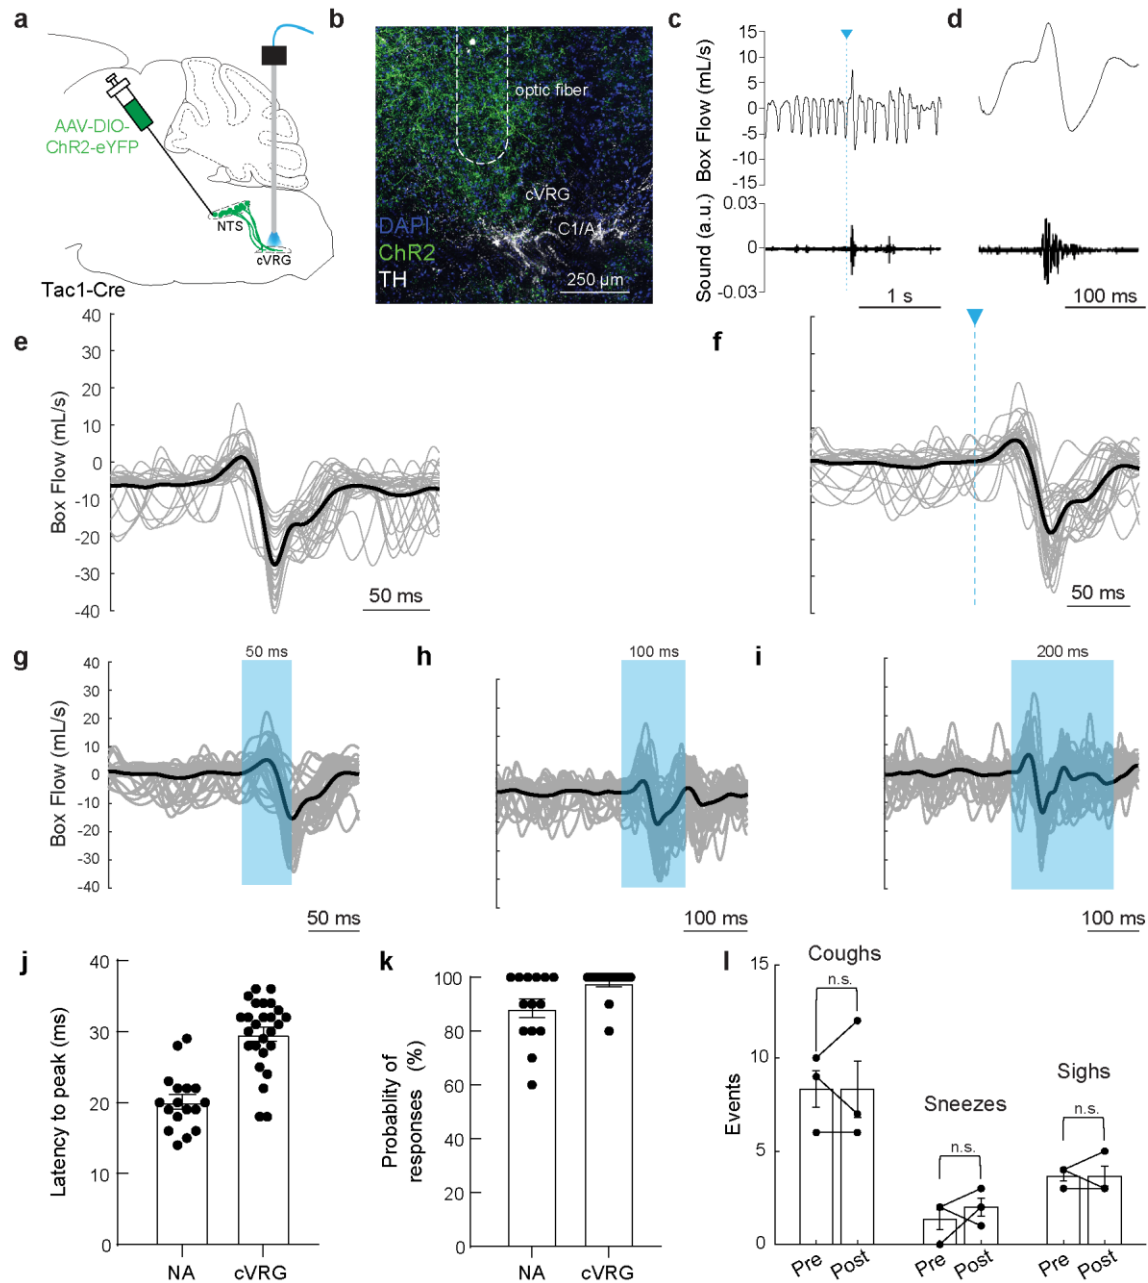 a
AAV-DIO-
ChR2-eYFP
NTS
cVRG
Tac1-Cre
b
optic fiber
cVRG
C1/A1
DAPI
ChR2
TH
250 µm
c
Box Flow (mL/s)
15
10
5
0
-5
-10
-15
Sound (a.u.)
0.03
0
-0.03
1 s
d
100 ms
e
Box Flow (mL/s)
40
30
20
10
0
-10
-20
-30
-40
50 ms
f
50 ms
g
Box Flow (mL/s)
40
30
20
10
0
-10
-20
-30
-40
50 ms
50 ms
h
100 ms
100 ms
i
200 ms
100 ms
j
Latency to peak (ms)
40
30
20
10
0
NA
cVRG
k
Probablity of
responses (%)
100
80
60
40
20
0
NA
cVRG
l
Events
15
10
5
0
Coughs
n.s.
Sneezes
n.s.
Sighs
n.s.
Pre
Post
Pre
Post
Pre
Post